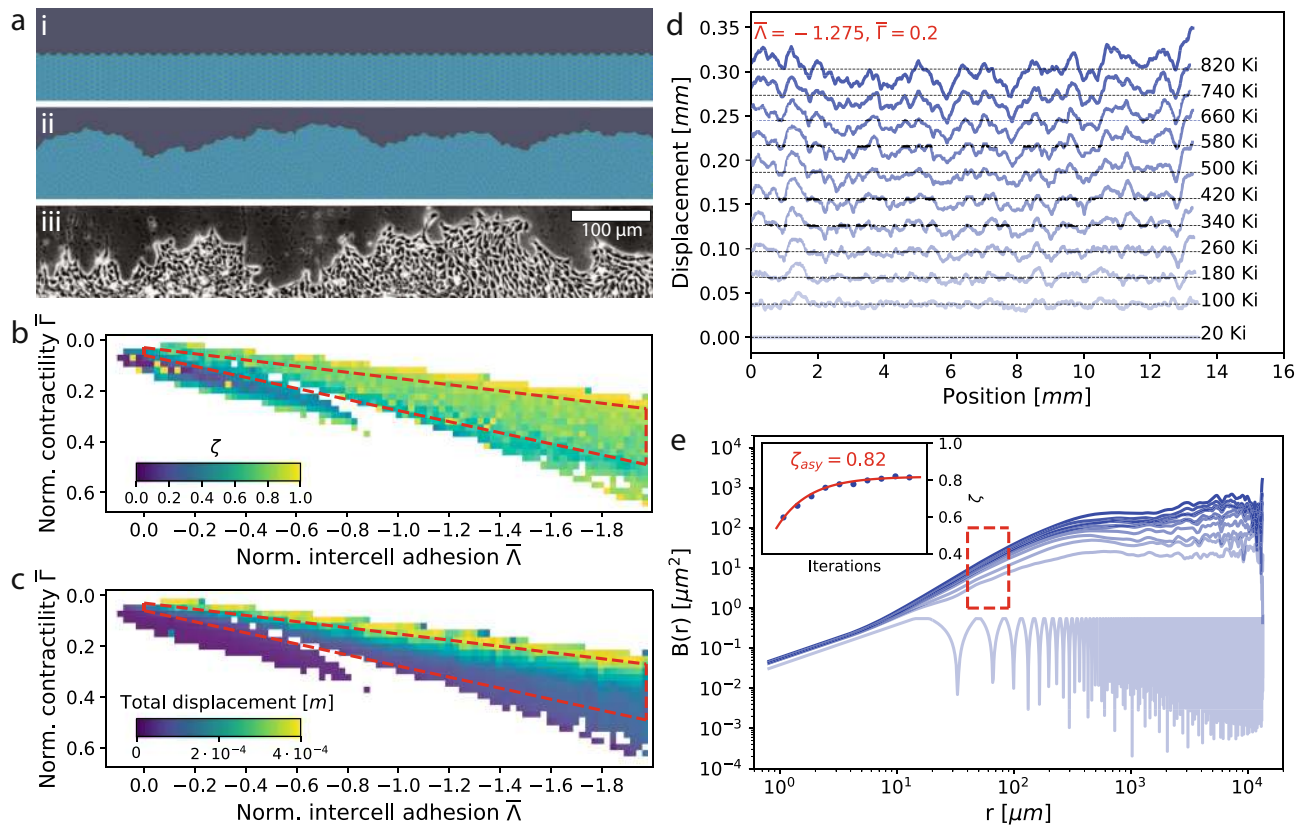 a
i
ii
iii
100 μm
b
Norm. contractility Γ̅
0.0
0.2
0.4
0.6
ζ
0.0 0.2 0.4 0.6 0.8 1.0
0.0 −0.2 −0.4 −0.6 −0.8 −1.0 −1.2 −1.4 −1.6 −1.8
Norm. intercell adhesion Λ̅
c
Norm. contractility Γ̅
0.0
0.2
0.4
0.6
Total displacement [m]
0 2·10⁻⁴ 4·10⁻⁴
0.0 −0.2 −0.4 −0.6 −0.8 −1.0 −1.2 −1.4 −1.6 −1.8
Norm. intercell adhesion Λ̅
d
Λ̅ = −1.275, Γ̅ = 0.2
Displacement [mm]
0.35
0.30
0.25
0.20
0.15
0.10
0.05
0.00
820 Ki
740 Ki
660 Ki
580 Ki
500 Ki
420 Ki
340 Ki
260 Ki
180 Ki
100 Ki
20 Ki
0 2 4 6 8 10 12 14 16
Position [mm]
e
B(r) [μm²]
10⁴
10³
10²
10¹
10⁰
10⁻¹
10⁻²
10⁻³
10⁻⁴
ζasy = 0.82
1.0
0.8
0.6
0.4
ζ
Iterations
10⁰ 10¹ 10² 10³ 10⁴
r [μm]